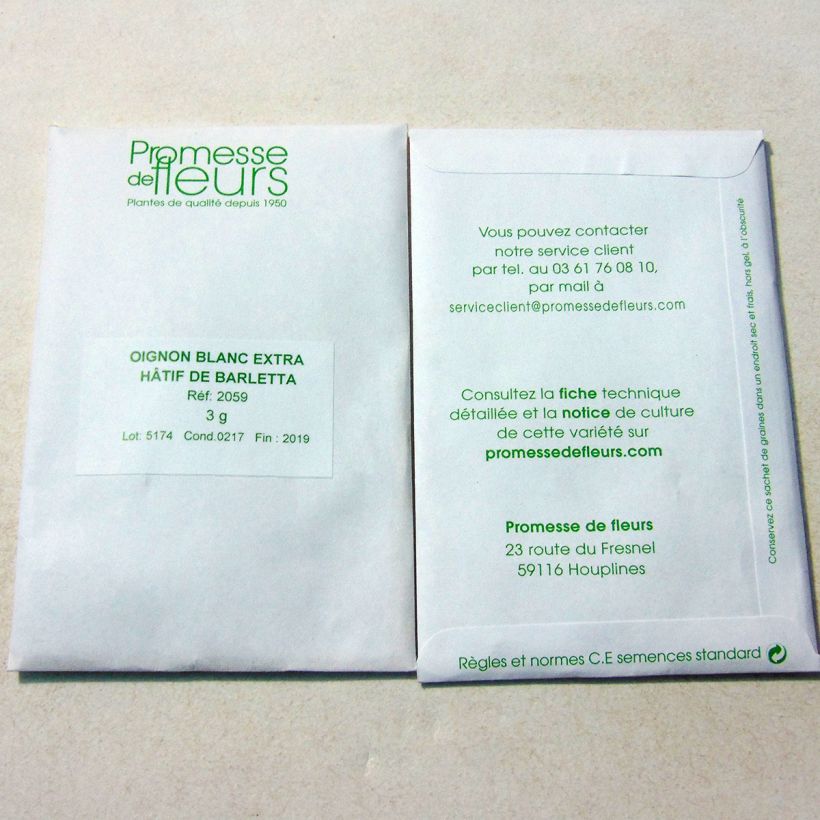 Promesse
de fleurs
Plantes de qualité depuis 1950
OIGNON BLANC EXTRA
HÂTIF DE BARLETTA
Réf: 2059
3 g
Lot: 5174 Cond.0217 Fin : 2019
Vous pouvez contacter
notre service client
par tel. au 03 61 76 08 10,
par mail à
serviceclient@promessedefleurs.com
Consultez la fiche technique
détaillée et la notice de culture
de cette variété sur
promessedefleurs.com
Promesse de fleurs
23 route du Fresnel
59116 Houplines
Règles et normes C.E semences standard
Conservez ce sachet de graines dans un endroit sec et frais, hors gel, à l'obscurité